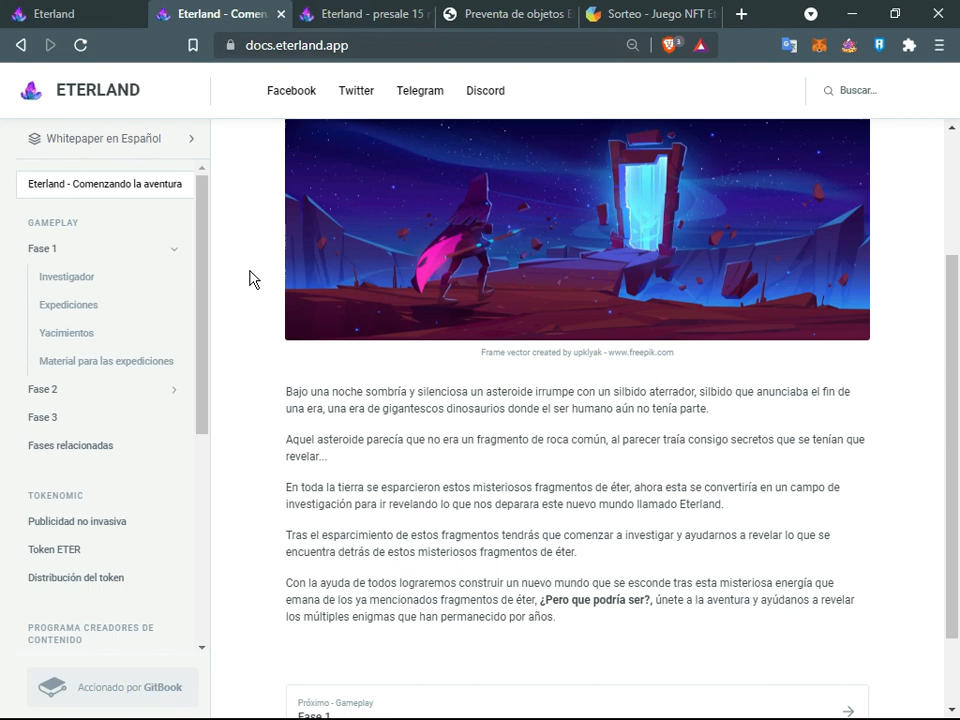 Eterland
Eterland - Comen
Eterland - presale 15
Preventa de objetos E
Sorteo - Juego NFT Et
docs.eterland.app
3
ETERLAND
Facebook
Twitter
Telegram
Discord
Buscar...
Whitepaper en Español
Eterland - Comenzando la aventura
GAMEPLAY
Fase 1
Investigador
Expediciones
Yacimientos
Material para las expediciones
Fase 2
Fase 3
Fases relacionadas
TOKENOMIC
Publicidad no invasiva
Token ETER
Distribución del token
PROGRAMA CREADORES DE
CONTENIDO
Accionado por GitBook
Frame vector created by upklyak - www.freepik.com
Bajo una noche sombría y silenciosa un asteroide irrumpe con un silbido aterrador, silbido que anunciaba el fin de
una era, una era de gigantescos dinosaurios donde el ser humano aún no tenía parte.
Aquel asteroide parecía que no era un fragmento de roca común, al parecer traía consigo secretos que se tenían que
revelar...
En toda la tierra se esparcieron estos misteriosos fragmentos de éter, ahora esta se convertiría en un campo de
investigación para ir revelando lo que nos deparara este nuevo mundo llamado Eterland.
Tras el esparcimiento de estos fragmentos tendrás que comenzar a investigar y ayudarnos a revelar lo que se
encuentra detrás de estos misteriosos fragmentos de éter.
Con la ayuda de todos lograremos construir un nuevo mundo que se esconde tras esta misteriosa energía que
emana de los ya mencionados fragmentos de éter, ¿Pero que podría ser?, únete a la aventura y ayúdanos a revelar
los múltiples enigmas que han permanecido por años.
Próximo - Gameplay
Fase 1